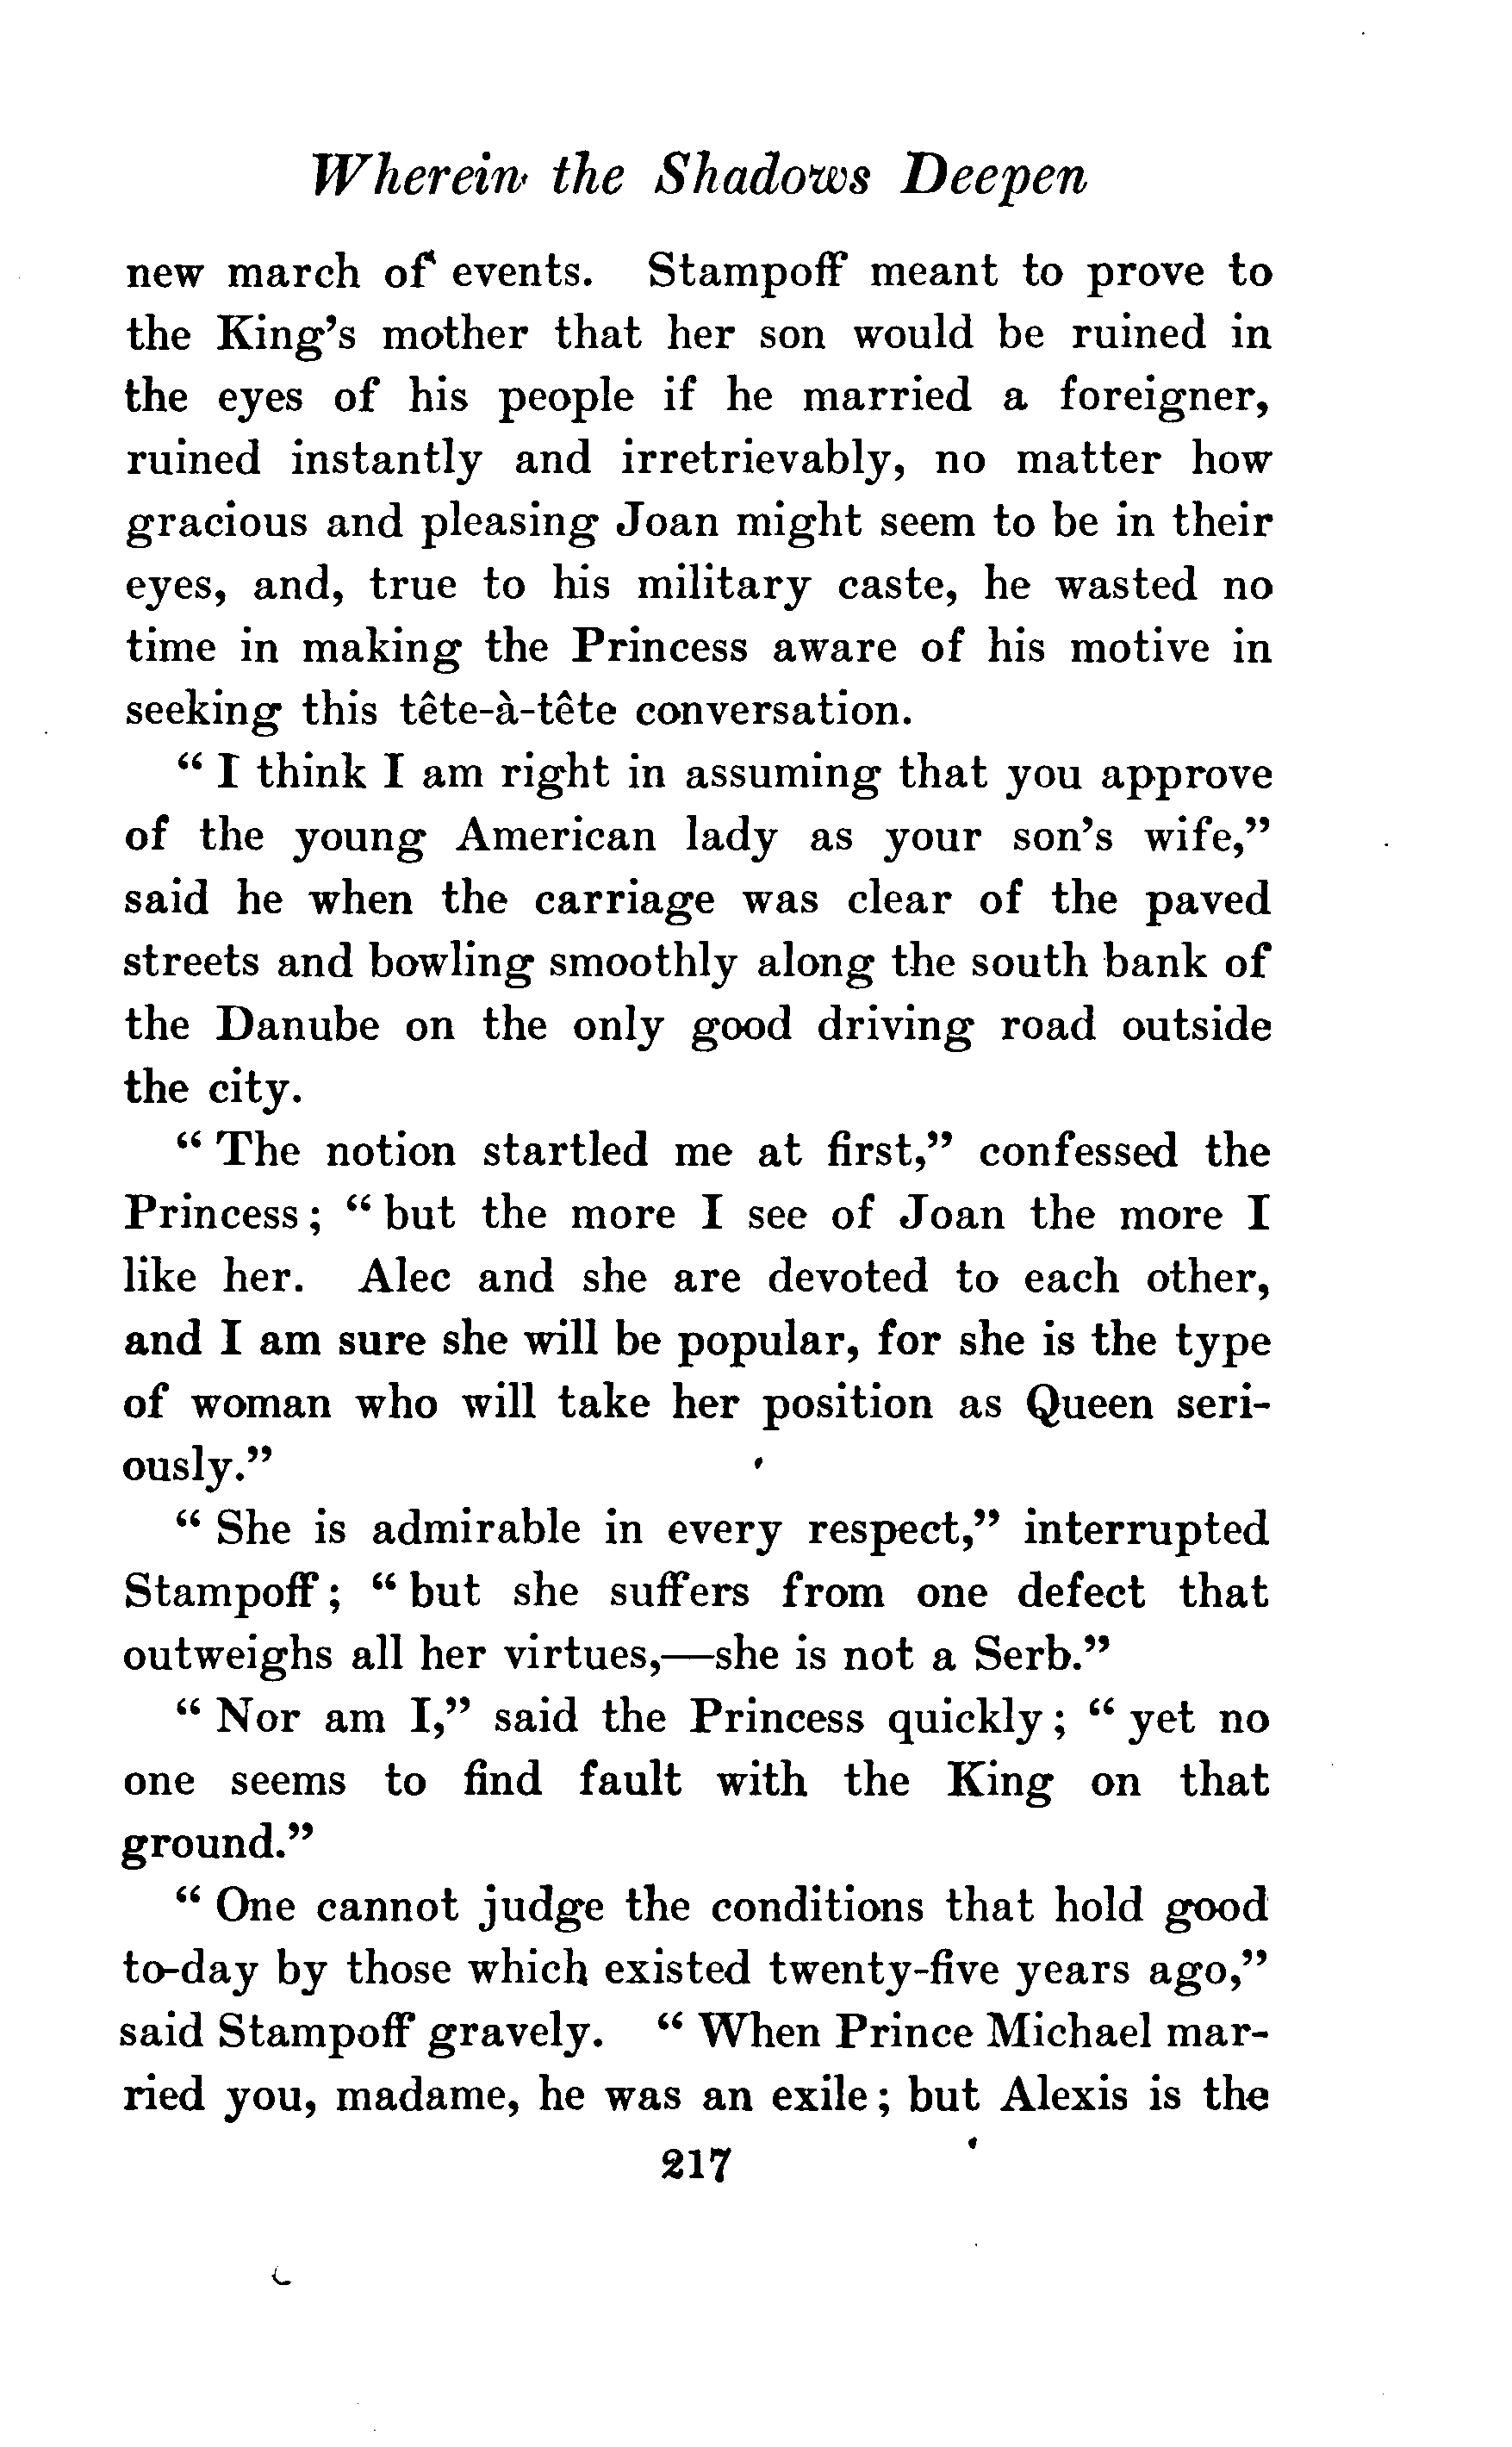 Wherein the Shadows Deepen
new march of events. Stampoff meant to prove to
the King's mother that her son would be ruined in
the eyes of his people if he married a foreigner,
ruined instantly and irretrievably, no matter how
gracious and pleasing Joan might seem to be in their
eyes, and, true to his military caste, he wasted no
time in making the Princess aware of his motive in
seeking this tête-à-tête conversation.
“ I think I am right in assuming that you approve
of the young American lady as your son's wife,”
said he when the carriage was clear of the paved
streets and bowling smoothly along the south bank of
the Danube on the only good driving road outside
the city.
“ The notion startled me at first,” confessed the
Princess; “ but the more I see of Joan the more I
like her. Alec and she are devoted to each other,
and I am sure she will be popular, for she is the type
of woman who will take her position as Queen seri-
ously.”
“ She is admirable in every respect,” interrupted
Stampoff; “ but she suffers from one defect that
outweighs all her virtues,—she is not a Serb.”
“ Nor am I,” said the Princess quickly; “ yet no
one seems to find fault with the King on that
ground.”
“ One cannot judge the conditions that hold good
to-day by those which existed twenty-five years ago,”
said Stampoff gravely. “ When Prince Michael mar-
ried you, madame, he was an exile; but Alexis is the
217